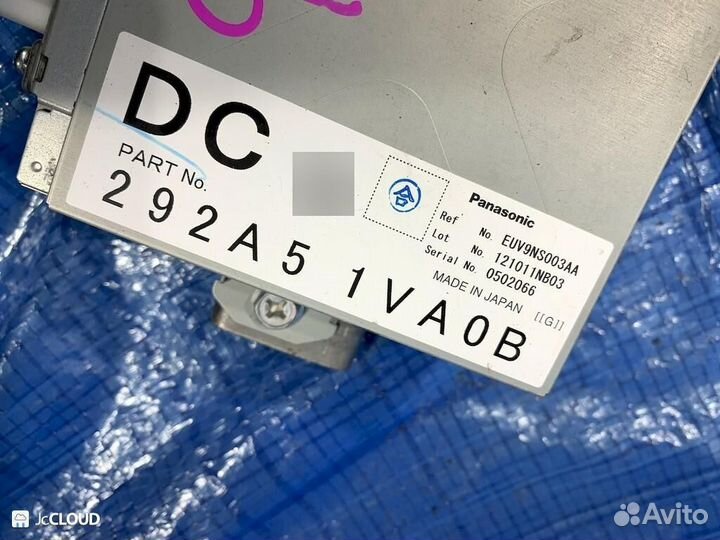 DC
PART No.
292A5 1VA0B
合
Panasonic
Ref No. EUV9NS003AA
Lot No. 121011NB03
Serial No. 0502066
MADE IN JAPAN [[G]]
JcCLOUD
Avito